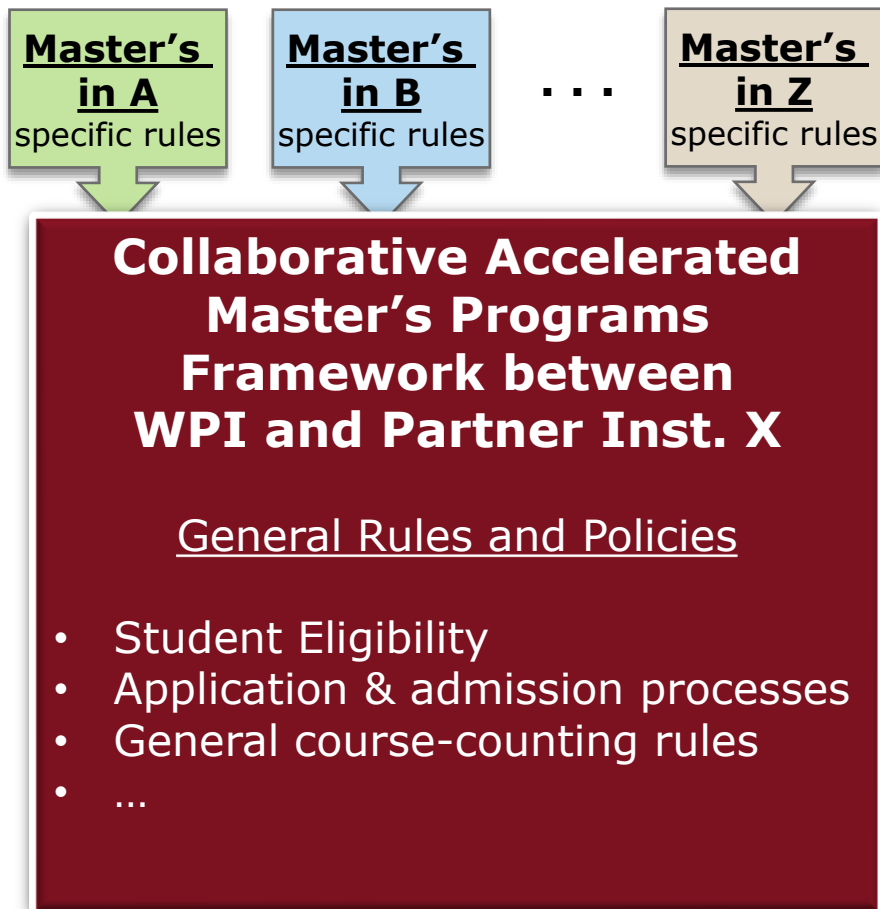 Master’s
in A
specific rules
Master’s
in B
specific rules
. . .
Master’s
in Z
specific rules
Collaborative Accelerated
Master’s Programs
Framework between
WPI and Partner Inst. X
General Rules and Policies
• Student Eligibility
• Application & admission processes
• General course-counting rules
• …